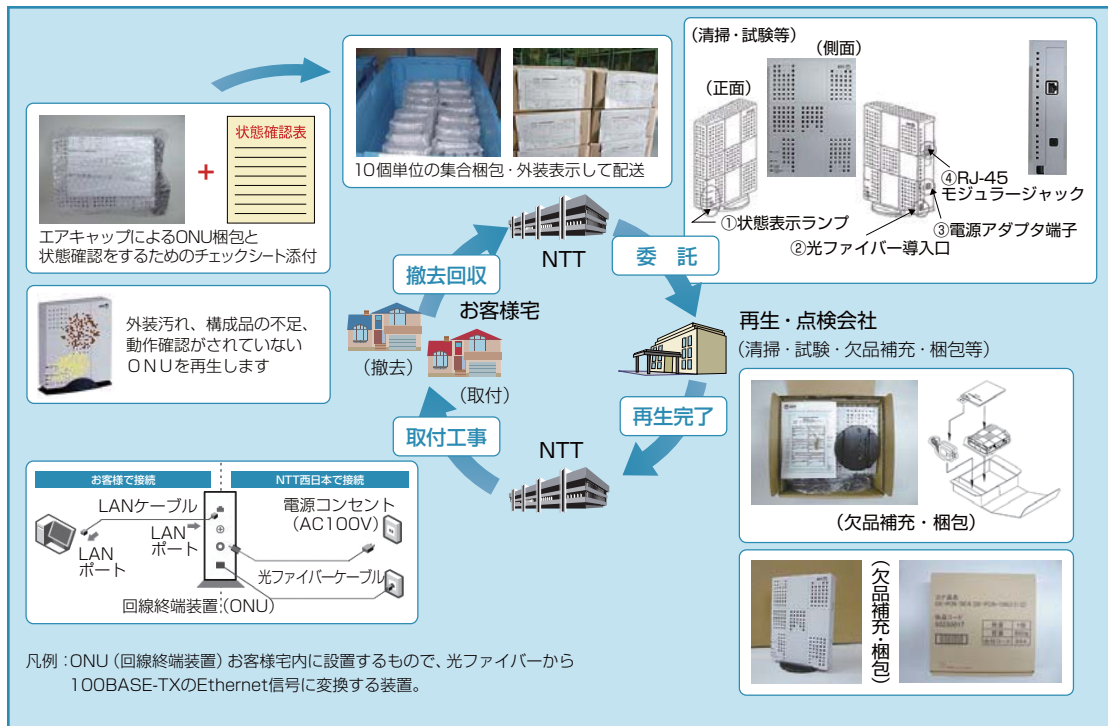 状態確認表
+
エアキャップによるONU梱包と
状態確認をするためのチェックシート添付
10個単位の集合梱包・外装表示して配送
(清掃・試験等)
(側面)
(正面)
④RJ-45
モジュラージャック
①状態表示ランプ
③電源アダプタ端子
②光ファイバー導入口
NTT
撤去回収
委 託
お客様宅
(撤去)
(取付)
外装汚れ、構成品の不足、
動作確認がされていない
ONUを再生します
再生・点検会社
(清掃・試験・欠品補充・梱包等)
取付工事
再生完了
NTT
(欠品補充・梱包)
お客様で接続
NTT西日本で接続
LANケーブル
電源コンセント
(AC100V)
LAN
ポート
LAN
ポート
光ファイバーケーブル
回線終端装置(ONU)
(欠品補充・梱包)
凡例:ONU(回線終端装置)お客様宅内に設置するもので、光ファイバーから
100BASE-TXのEthernet信号に変換する装置。